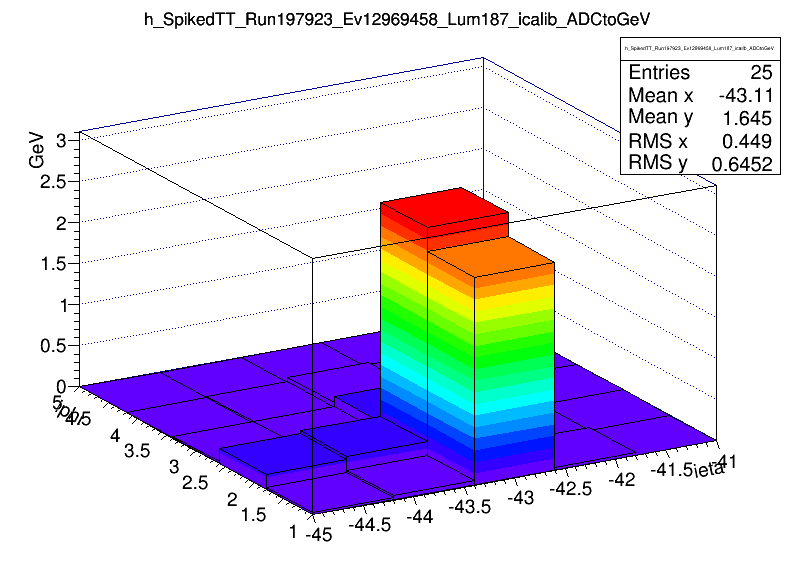 h_SpikedTT_Run197923_Ev12969458_Lum187_icalib_ADCtoGeV
h_SpikedTT_Run197923_Ev12969458_Lum187_icalib_ADCtoGeV
Entries 25
Mean x -43.11
Mean y 1.645
RMS x 0.449
RMS y 0.6452
GeV
3
2.5
2
1.5
1
0.5
0
5
4.5
iphi
4
3.5
3
2.5
2
1.5
1
-45
-44.5
-44
-43.5
-43
-42.5
-42
-41.5
ieta
-41